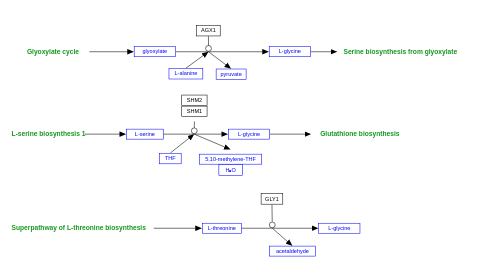 AGX1
Glyoxylate cycle glyoxylate L-glycine Serine biosynthesis from glyoxylate
L-alanine pyruvate
SHM2
SHM1
L-serine biosynthesis 1 L-serine L-glycine Glutathione biosynthesis
THF 5,10-methylene-THF
H₂O
GLY1
Superpathway of L-threonine biosynthesis L-threonine L-glycine
acetaldehyde